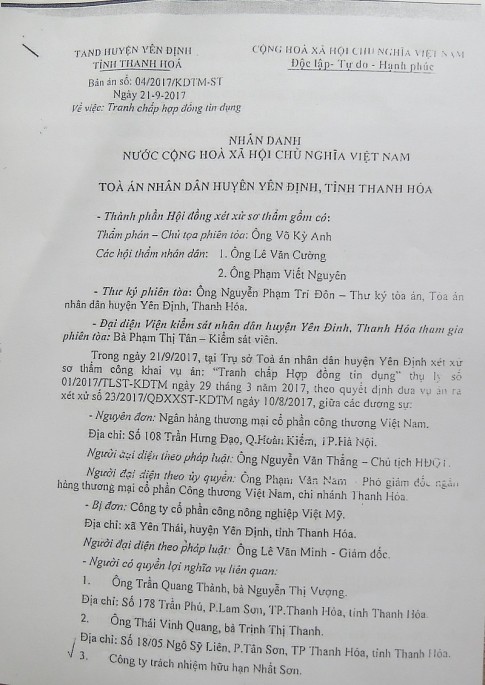 TAND HUYỆN YÊN ĐỊNH
TỈNH THANH HOÁ
Bản án số: 04/2017/KDTM-ST
Ngày 21-9-2017
Về việc: Tranh chấp hợp đồng tín dụng
CỘNG HOÀ XÃ HỘI CHỦ NGHĨA VIỆT NAM
Độc lập- Tự do - Hạnh phúc
NHÂN DANH
NƯỚC CỘNG HOÀ XÃ HỘI CHỦ NGHĨA VIỆT NAM
TOÀ ÁN NHÂN DÂN HUYỆN YÊN ĐỊNH, TỈNH THANH HÓA
- Thành phần Hội đồng xét xử sơ thẩm gồm có:
Thẩm phán – Chủ tọa phiên tòa: Ông Võ Kỳ Anh
Các hội thẩm nhân dân: 1. Ông Lê Văn Cường
2. Ông Phạm Viết Nguyên
- Thư ký phiên tòa: Ông Nguyễn Phạm Trí Đôn – Thư ký tòa án, Tòa án
nhân dân huyện Yên Định, Thanh Hóa.
- Đại diện Viện kiểm sát nhân dân huyện Yên Định, Thanh Hóa tham gia
phiên tòa: Bà Phạm Thị Tân – Kiểm sát viên.
Trong ngày 21/9/2017, tại Trụ sở Toà án nhân dân huyện Yên Định xét xử
sơ thẩm công khai vụ án: “Tranh chấp Hợp đồng tín dụng” thụ lý số
01/2017/TLST-KDTM ngày 29 tháng 3 năm 2017, theo quyết định đưa vụ án ra
xét xử số 23/2017/QĐXXST-KDTM ngày 10/8/2017, giữa các đương sự:
- Nguyên đơn: Ngân hàng thương mại cổ phần công thương Việt Nam.
Địa chỉ: Số 108 Trần Hưng Đạo, Q.Hoàn Kiếm, TP.Hà Nội.
Người đại diện theo pháp luật: Ông Nguyễn Văn Thắng – Chủ tịch HĐQT.
Người đại diện theo ủy quyền: Ông Phạm Văn Nam - Phó giám đốc ngân
hàng thương mại cổ phần Công thương Việt Nam, chi nhánh Thanh Hóa.
- Bị đơn: Công ty cổ phần công nông nghiệp Việt Mỹ.
Địa chỉ: xã Yên Thái, huyện Yên Định, tỉnh Thanh Hóa.
Người đại diện theo pháp luật: Ông Lê Văn Minh - Giám đốc.
- Người có quyền lợi nghĩa vụ liên quan:
1. Ông Trần Quang Thành, bà Nguyễn Thị Vượng.
Địa chỉ: Số 178 Trần Phú, P.Lam Sơn, TP.Thanh Hóa, tỉnh Thanh Hóa.
2. Ông Thái Vinh Quang, bà Trịnh Thị Thanh.
Địa chỉ: Số 18/05 Ngô Sỹ Liên, P.Tân Sơn, TP Thanh Hóa, tỉnh Thanh Hóa.
3. Công ty trách nhiệm hữu hạn Nhất Sơn.